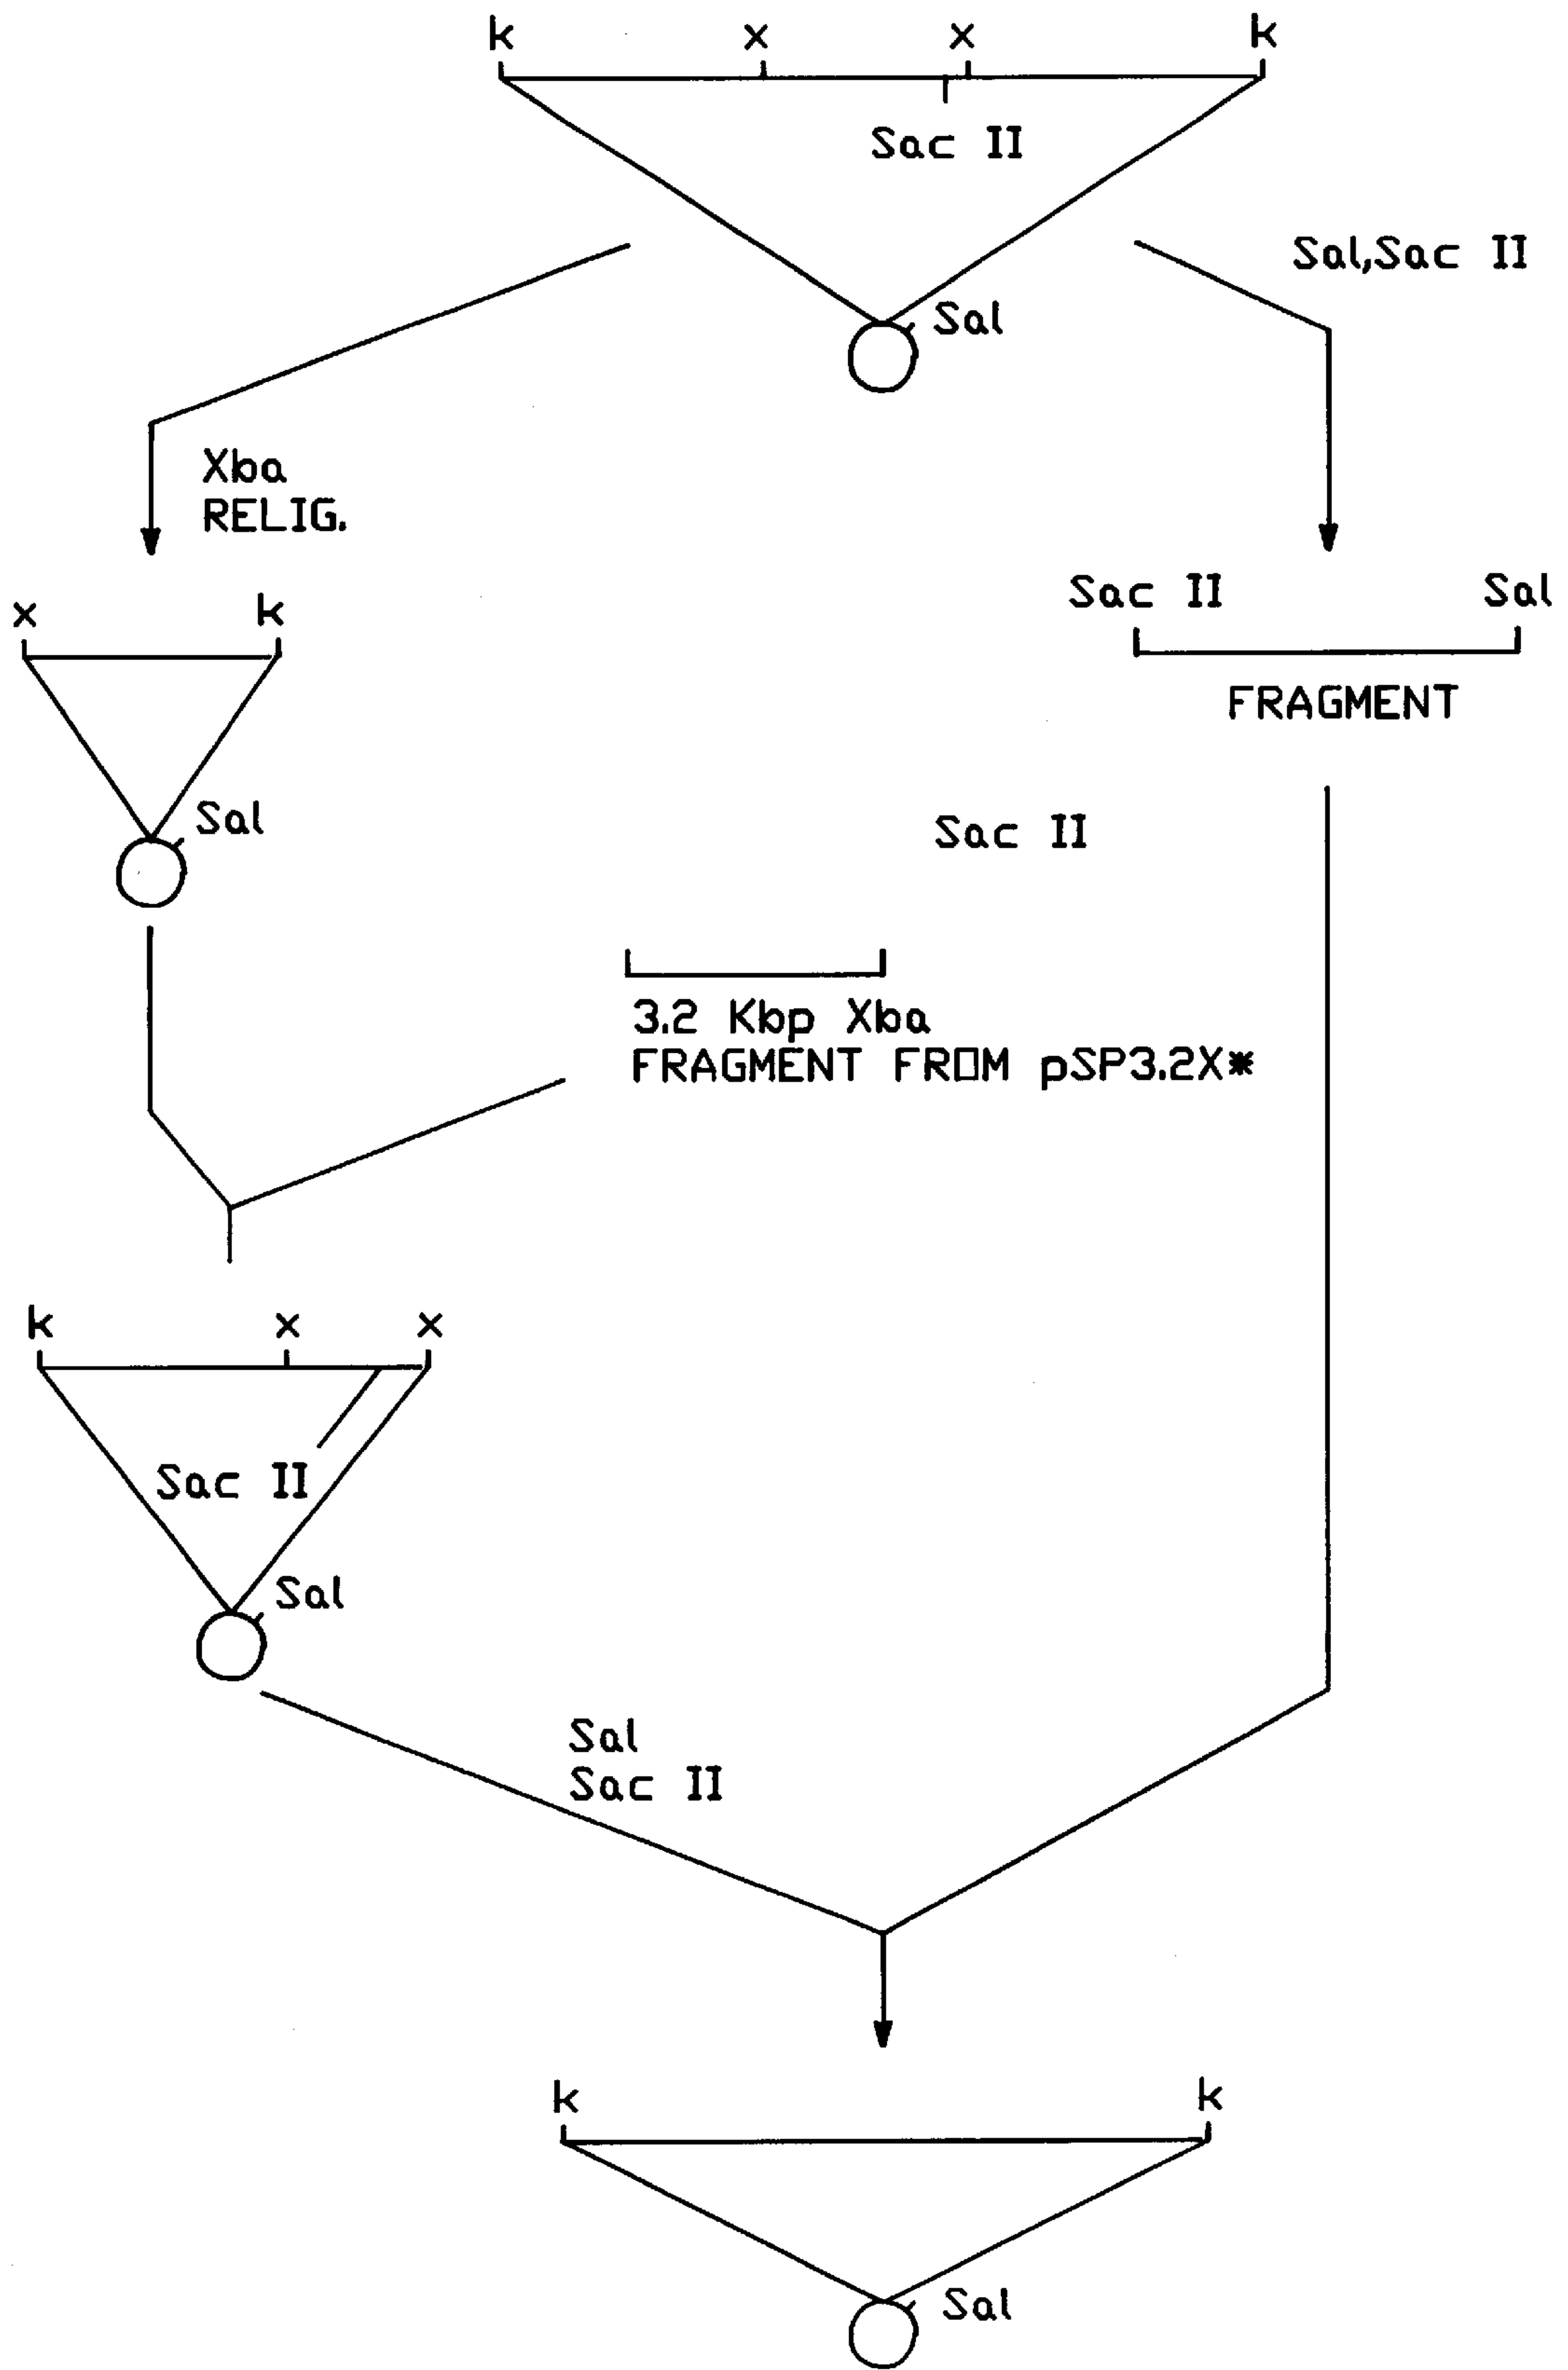 k x x k
Sac II
Sal,Sac II
Sal
Xba
RELIG.
x k
Sac II Sal
FRAGMENT
Sal
Sac II
3.2 Kbp Xba
FRAGMENT FROM pSP3.2X*
k x x
Sac II
Sal
Sal
Sac II
k k
Sal